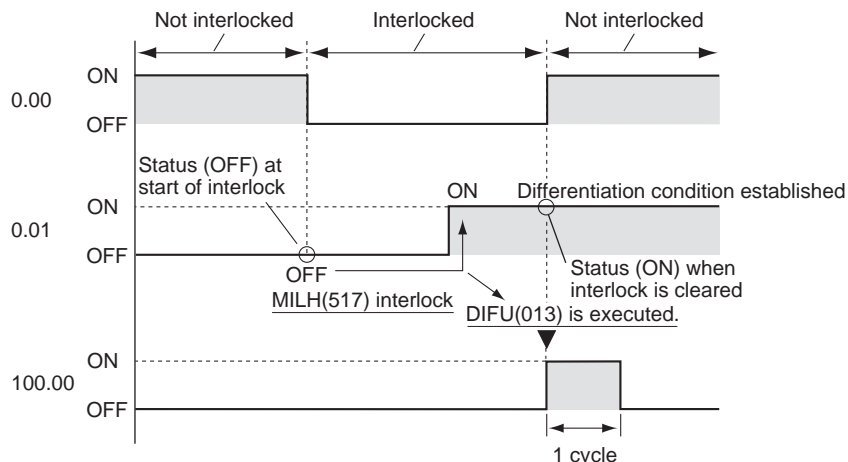 Not interlocked
Interlocked
Not interlocked
ON
0.00
OFF
Status (OFF) at
start of interlock
ON
Differentiation condition established
ON
0.01
OFF
OFF
Status (ON) when
interlock is cleared
MILH(517) interlock
DIFU(013) is executed.
ON
100.00
OFF
1 cycle